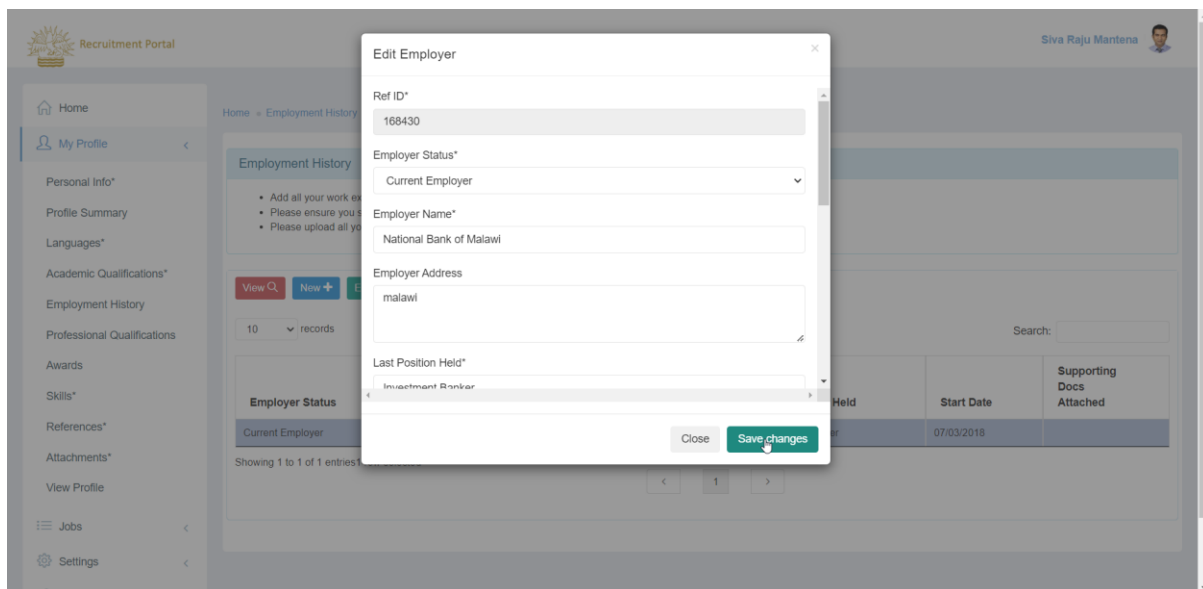 Recruitment Portal
Siva Raju Mantena
Home
My Profile
Personal Info*
Profile Summary
Languages*
Academic Qualifications*
Employment History
Professional Qualifications
Awards
Skills*
References*
Attachments*
View Profile
Jobs
Settings
Home » Employment History
Employment History
Add all your work
Please ensure you
Please upload all
View New
10 records
Search:
Employer Status Held Start Date Supporting
Docs
Attached
Current Employer 07/03/2018
Showing 1 to 1 of 1 entries
1
Edit Employer
Ref ID*
168430
Employer Status*
Current Employer
Employer Name*
National Bank of Malawi
Employer Address
malawi
Last Position Held*
Investment Banker
Close Save changes